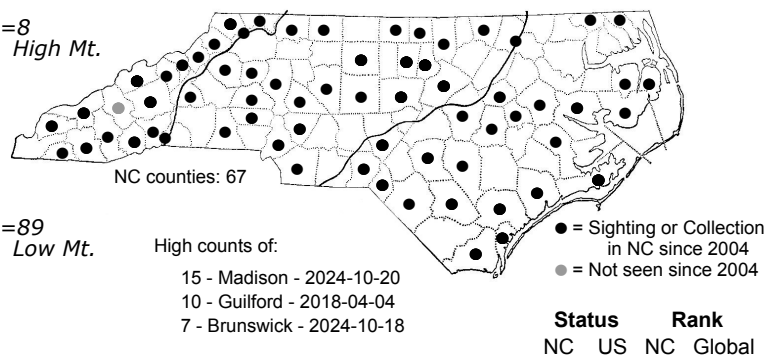 =8
High Mt.
NC counties: 67
=89
Low Mt.
High counts of:
15 - Madison - 2024-10-20
10 - Guilford - 2018-04-04
7 - Brunswick - 2024-10-18
= Sighting or Collection
in NC since 2004
= Not seen since 2004
Status Rank
NC US NC Global